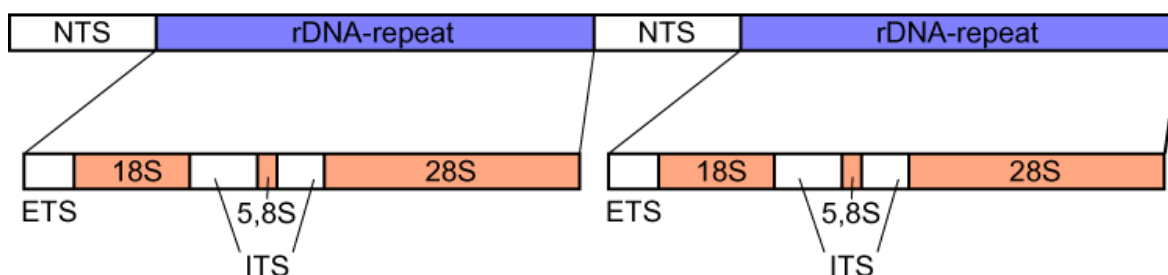 NTS rDNA-repeat NTS rDNA-repeat
18S 28S 18S 28S
ETS 5,8S ETS 5,8S
ITS ITS